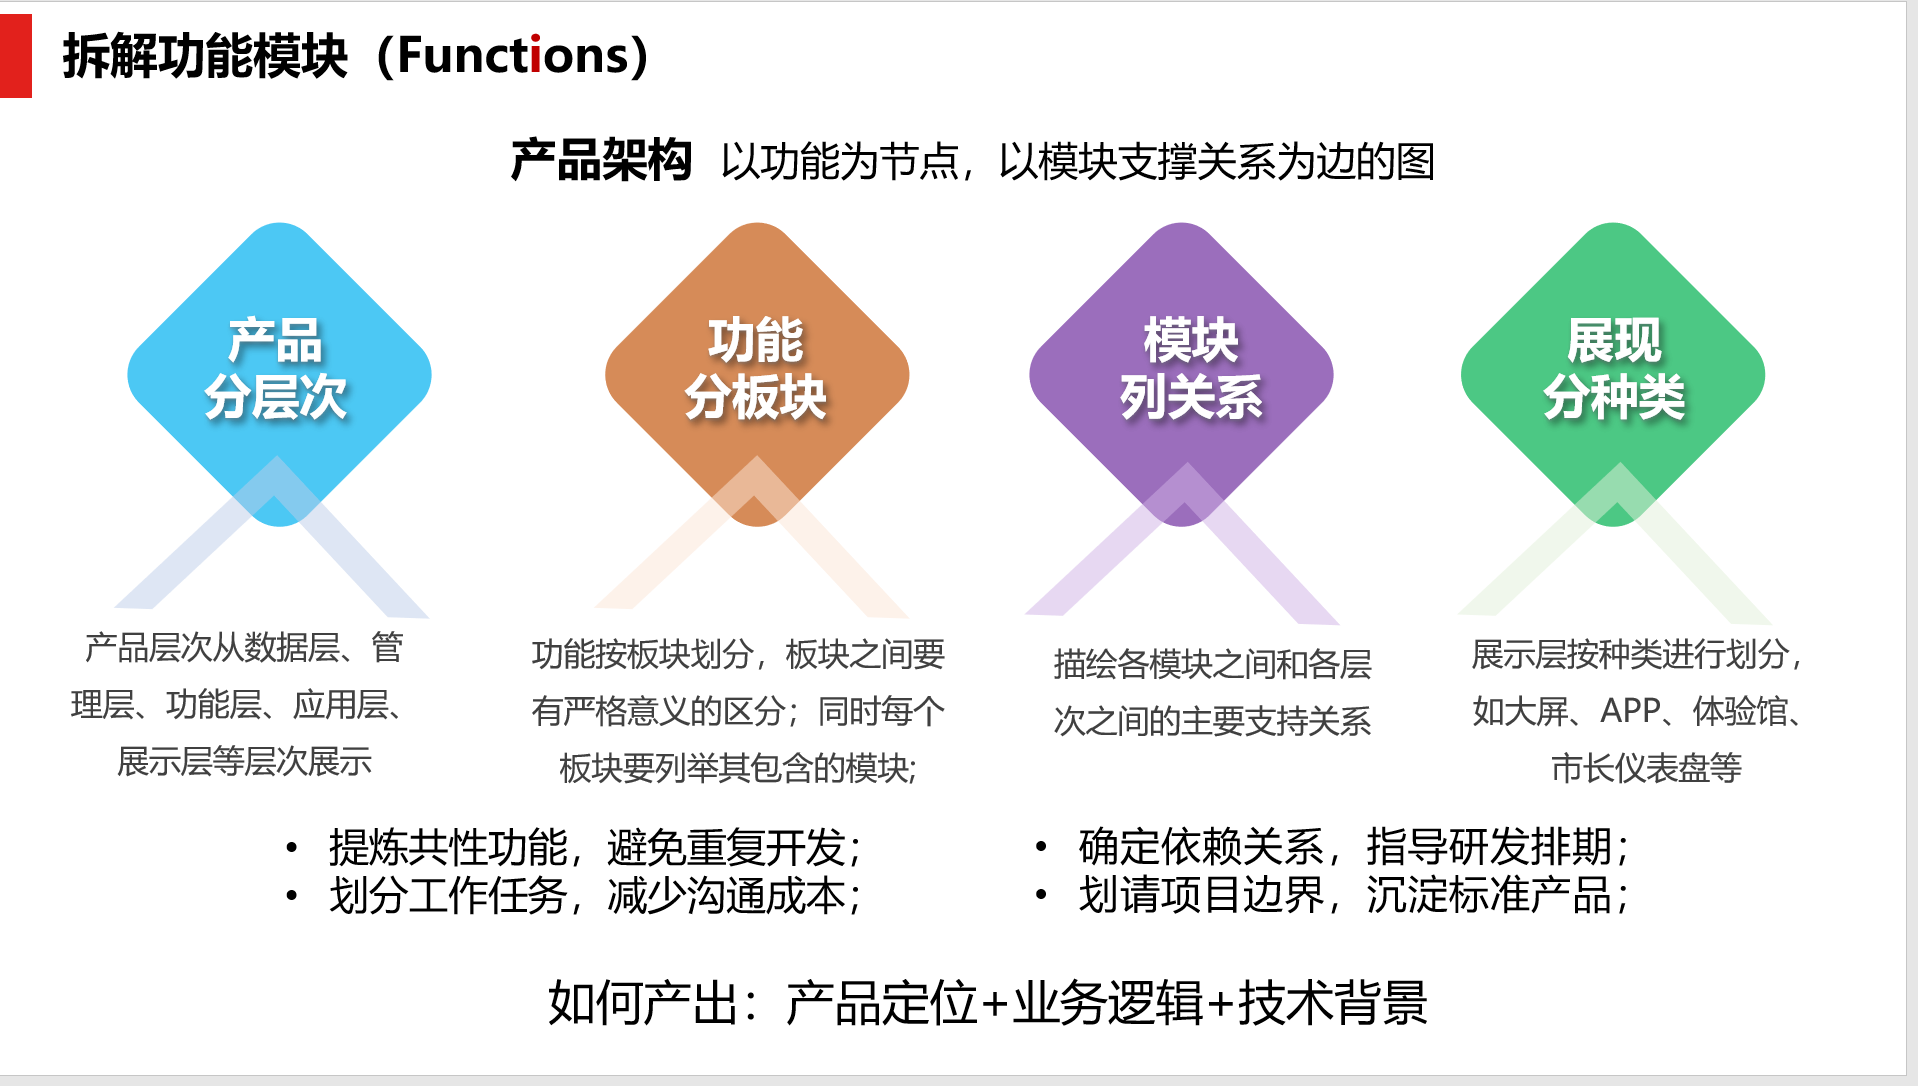 拆解功能模块（Functions）
产品架构 以功能为节点，以模块支撑关系为边的图
产品
分层次
功能
分板块
模块
列关系
展现
分种类
产品层次从数据层、管
理层、功能层、应用层、
展示层等层次展示
功能按板块划分，板块之间要
有严格意义的区分；同时每个
板块要列举其包含的模块;
描绘各模块之间和各层
次之间的主要支持关系
展示层按种类进行划分，
如大屏、APP、体验馆、
市长仪表盘等
• 提炼共性功能，避免重复开发；
• 划分工作任务，减少沟通成本；
• 确定依赖关系，指导研发排期；
• 划请项目边界，沉淀标准产品；
如何产出：产品定位+业务逻辑+技术背景